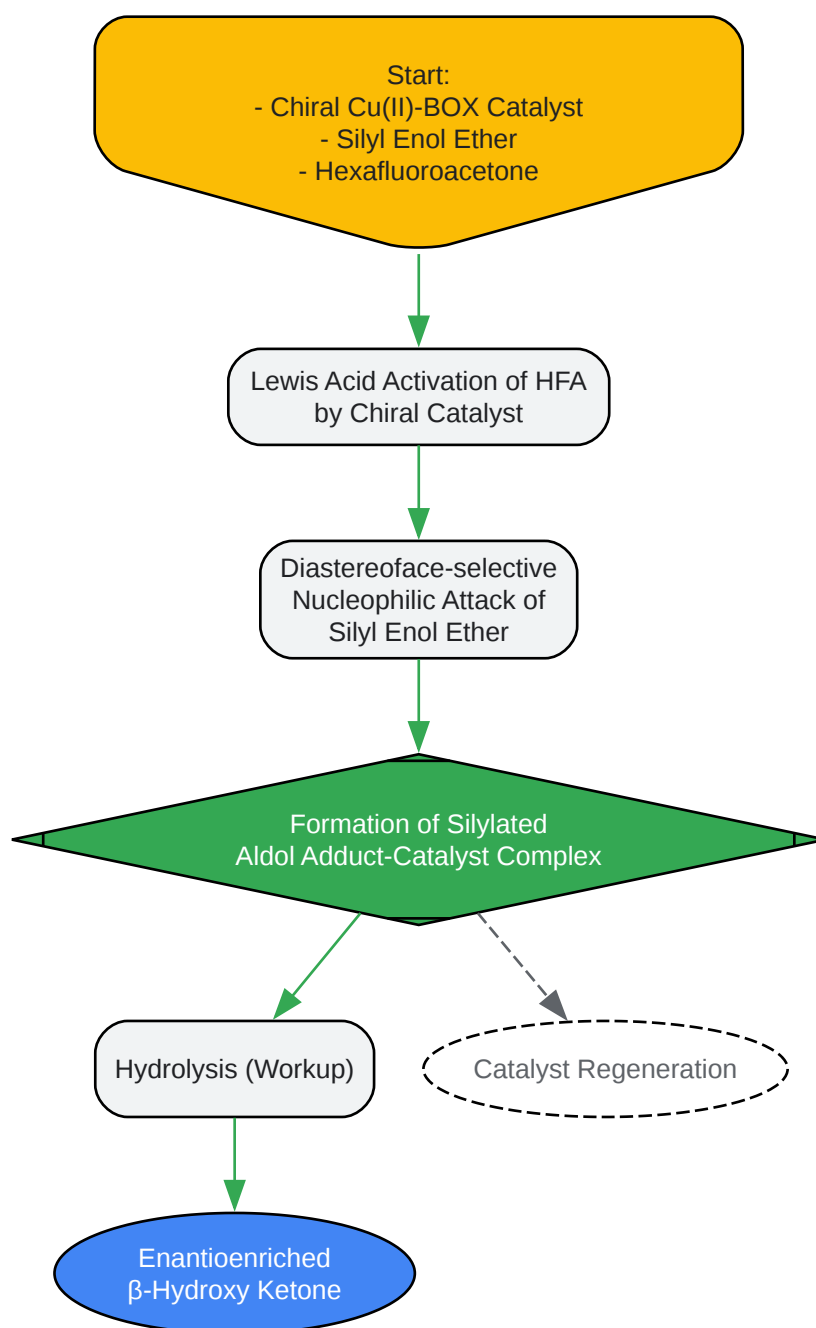 Start:
- Chiral Cu(II)-BOX Catalyst
- Silyl Enol Ether
- Hexafluoroacetone
Lewis Acid Activation of HFA
by Chiral Catalyst
Diastereoface-selective
Nucleophilic Attack of
Silyl Enol Ether
Formation of Silylated
Aldol Adduct-Catalyst Complex
Hydrolysis (Workup)
Catalyst Regeneration
Enantioenriched
β-Hydroxy Ketone